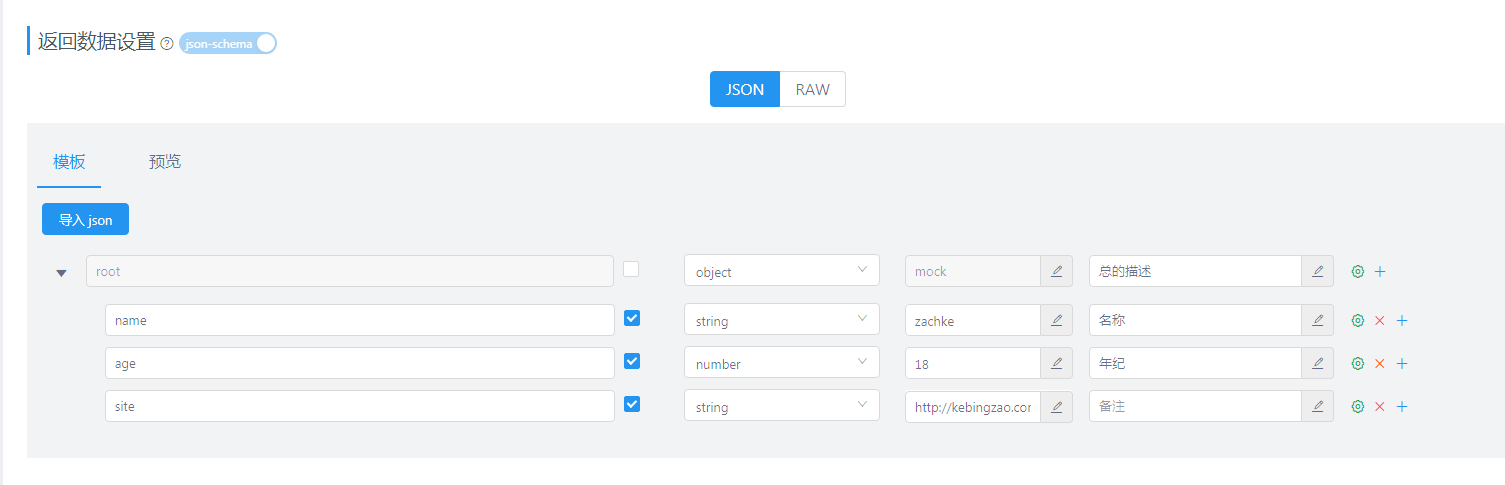 返回数据设置 json-schema
JSON RAW
模板 预览
导入 json
root object mock 总的描述
name string zachke 名称
age number 18 年纪
site string http://kebingzao.cor 备注